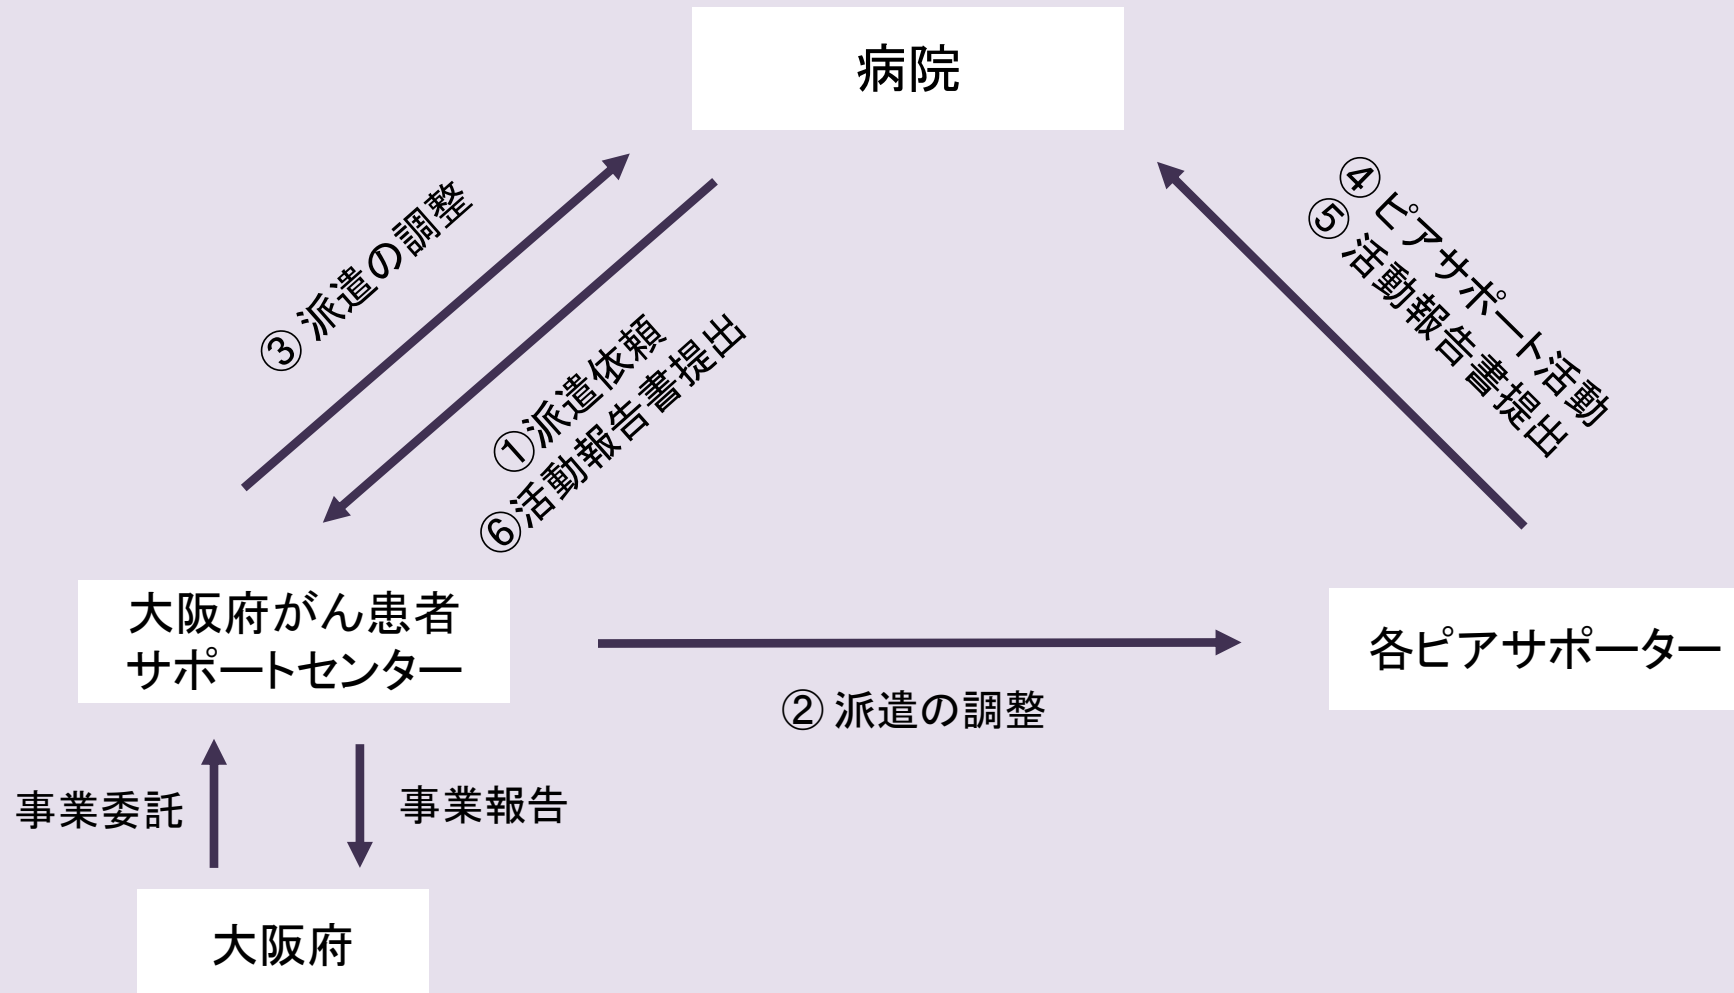 病院
③ 派遣の調整
①派遣依頼
⑥活動報告書提出
④ピアサポート活動
⑤ 活動報告書提出
大阪府がん患者
サポートセンター
各ピアサポーター
② 派遣の調整
事業委託
事業報告
大阪府